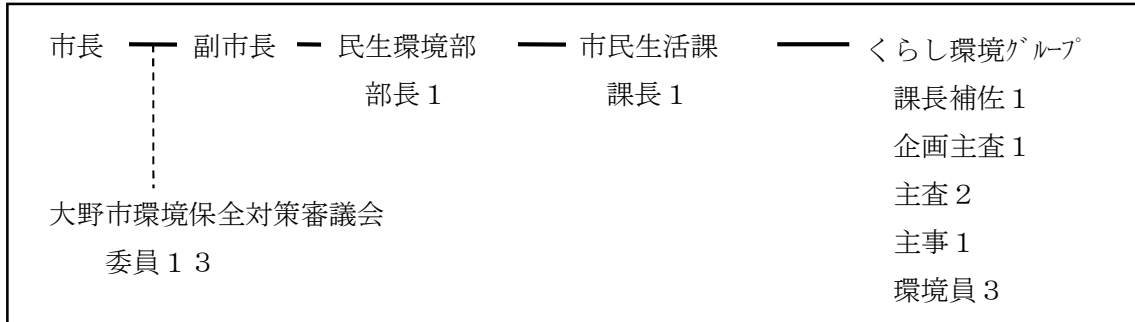 市長 副市長 民生環境部 市民生活課 くらし環境ｸﾞﾙｰﾌﾟ
部長１ 課長１ 課長補佐１
企画主査１
主査２
大野市環境保全対策審議会
主事１
委員１３
環境員３